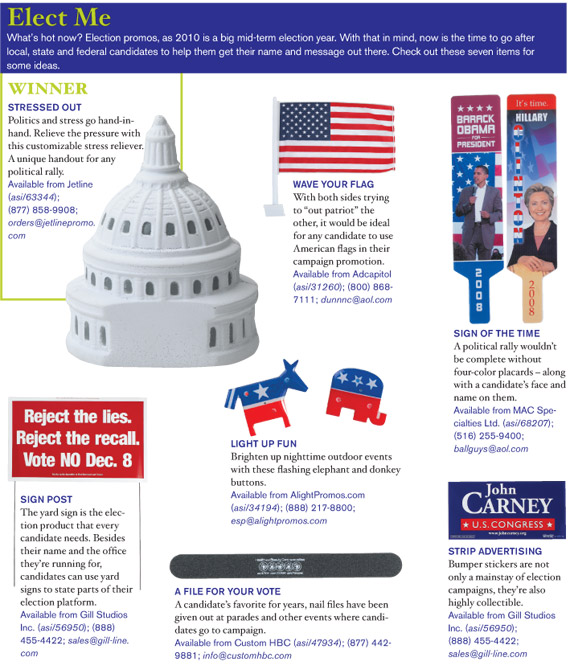 Elect Me
What's hot now? Election promos, as 2010 is a big mid-term election year. With that in mind, now is the time to go after
local, state and federal candidates to help them get their name and message out there. Check out these seven items for
some ideas.
WINNER
STRESSED OUT
Politics and stress go hand-in-
hand. Relieve the pressure with
this customizable stress reliever.
A unique handout for any
political rally.
Available from Jetline
(asi/63344);
(877) 858-9908;
orders@jetlinepromo.
com
WAVE YOUR FLAG
With both sides trying
to "out patriot" the
other, it would be ideal
for any candidate to use
American flags in their
campaign promotion.
Available from Adcapitol
(asi/31260); (800) 868-
7111; dunnnc@aol.com
BARACK
OBAMA
FOR
PRESIDENT
2008
It's time.
HILLARY
CLINTON
2008
SIGN OF THE TIME
A political rally wouldn't
be complete without
four-color placards – along
with a candidate's face and
name on them.
Available from MAC Spe-
cialties Ltd. (asi/68207);
(516) 255-9400;
ballguys@aol.com
Reject the lies.
Reject the recall.
Vote NO Dec. 8
SIGN POST
The yard sign is the elec-
tion product that every
candidate needs. Besides
their name and the office
they're running for,
candidates can use yard
signs to state parts of their
election platform.
Available from Gill Studios
Inc. (asi/56950); (888)
455-4422; sales@gill-line.
com
LIGHT UP FUN
Brighten up nighttime outdoor events
with these flashing elephant and donkey
buttons.
Available from AlightPromos.com
(asi/34194); (888) 217-8800;
esp@alightpromos.com
A FILE FOR YOUR VOTE
A candidate's favorite for years, nail files have been
given out at parades and other events where candi-
dates go to campaign.
Available from Custom HBC (asi/47934); (877) 442-
9881; info@customhbc.com
John
CARNEY
U.S. CONGRESS
www.johncarney.org
STRIP ADVERTISING
Bumper stickers are not
only a mainstay of election
campaigns, they're also
highly collectible.
Available from Gill Studios
Inc. (asi/56950);
(888) 455-4422;
sales@gill-line.com